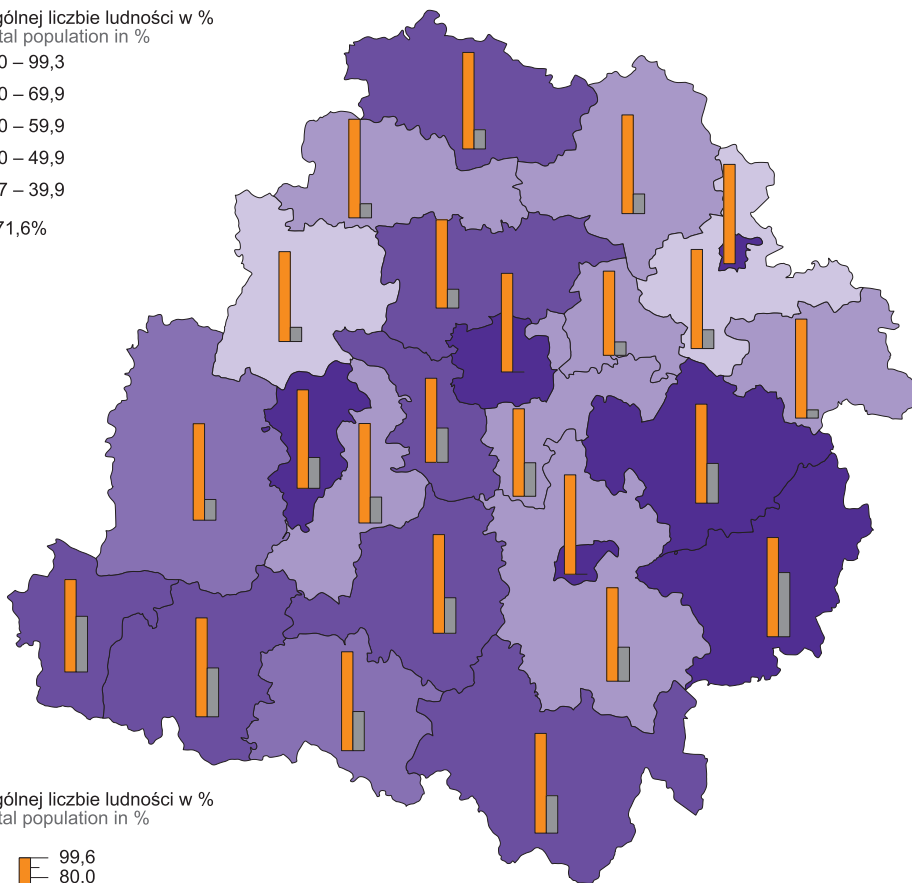 gólnej liczbie ludności w %
tal population in %
0 – 99,3
0 – 69,9
0 – 59,9
0 – 49,9
7 – 39,9
71,6%
gólnej liczbie ludności w %
tal population in %
99,6
80,0